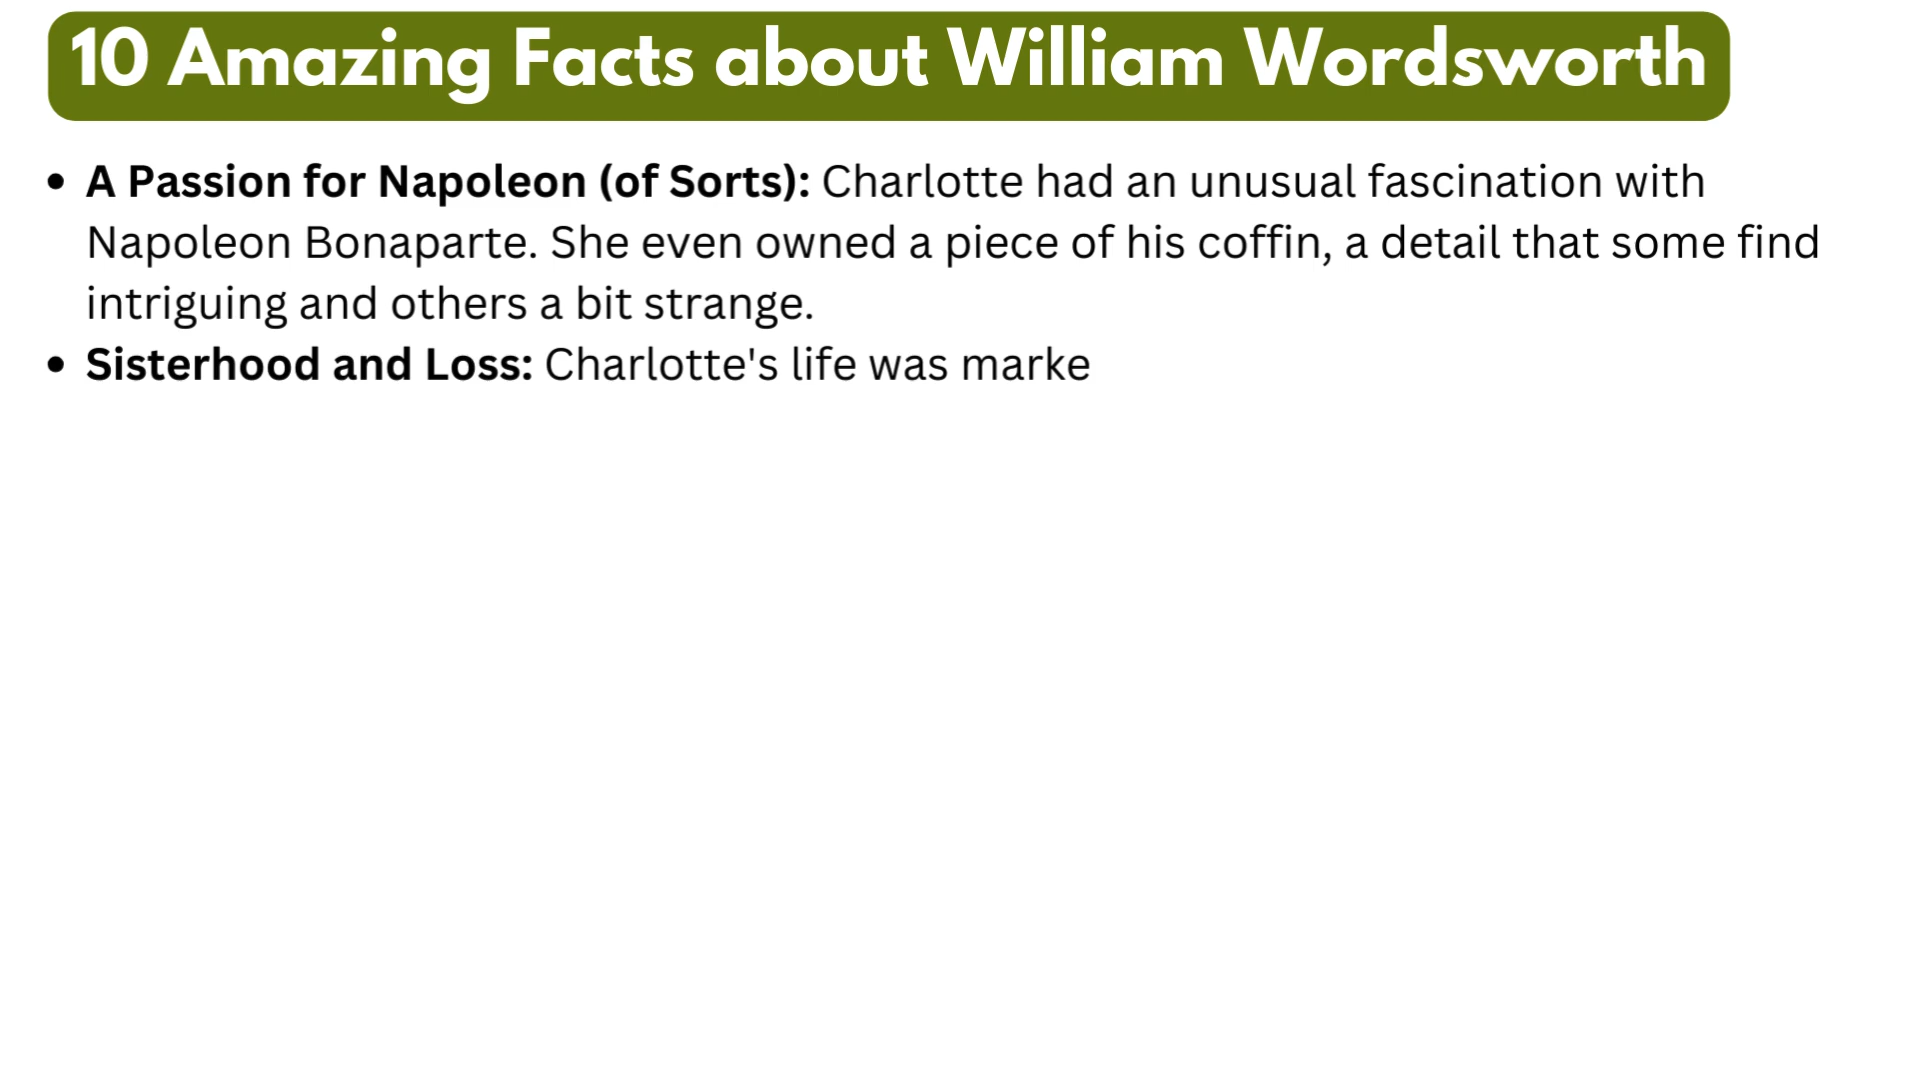 10 Amazing Facts about William Wordsworth
• A Passion for Napoleon (of Sorts): Charlotte had an unusual fascination with
Napoleon Bonaparte. She even owned a piece of his coffin, a detail that some find
intriguing and others a bit strange.
• Sisterhood and Loss: Charlotte's life was marke